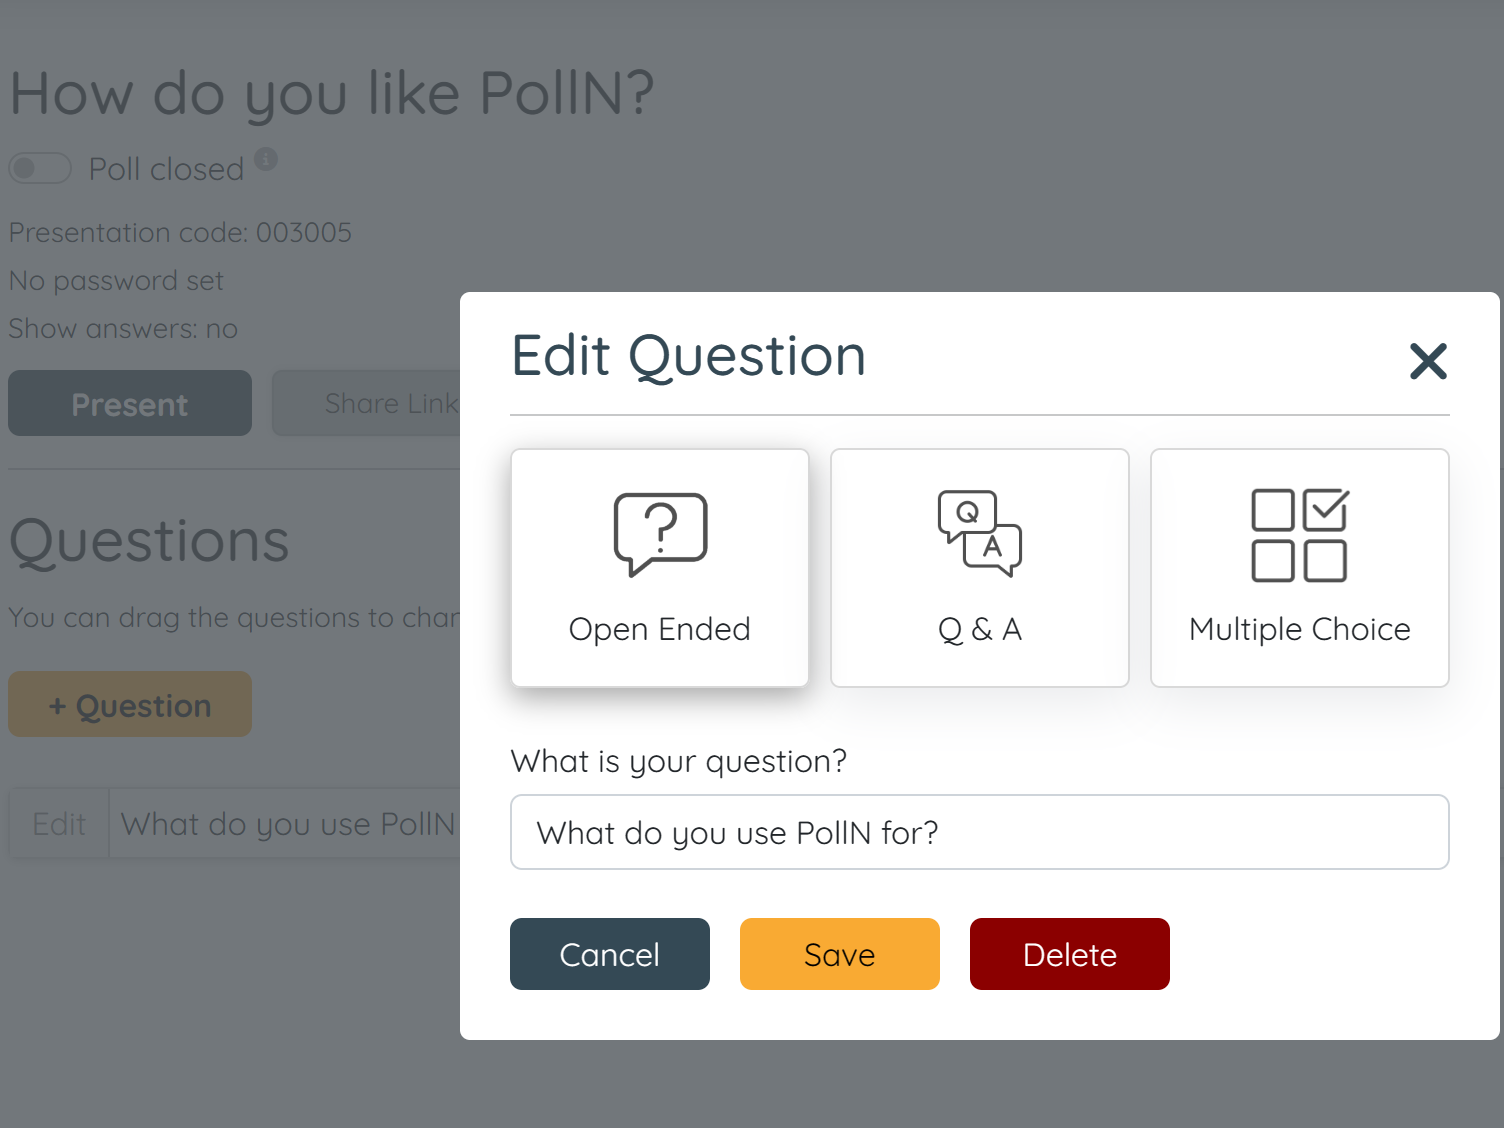 How do you like PollN?
Poll closed
Presentation code: 003005
No password set
Show answers: no
Present
Share Link
Questions
You can drag the questions to
+ Question
Edit
What do you use PollN
Edit Question
Open Ended
Q & A
Multiple Choice
What is your question?
What do you use PollN for?
Cancel
Save
Delete